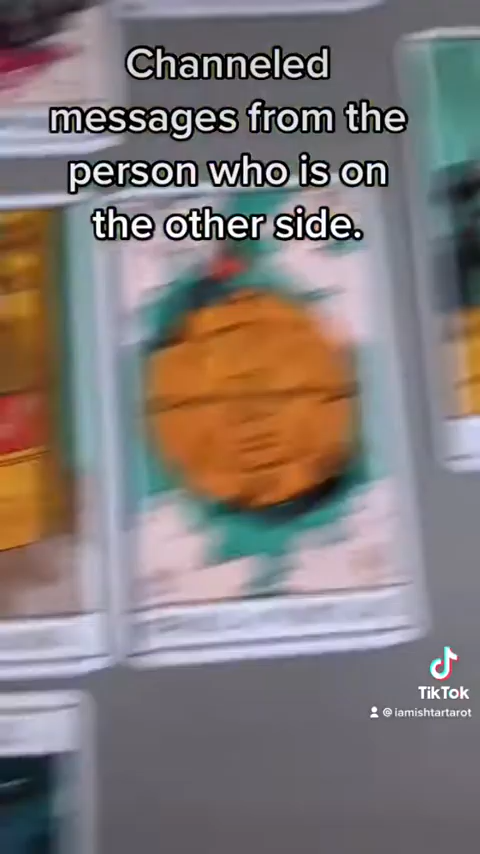 Channeled
messages from the
person who is on
the other side.
TikTok
@iamishtartarot